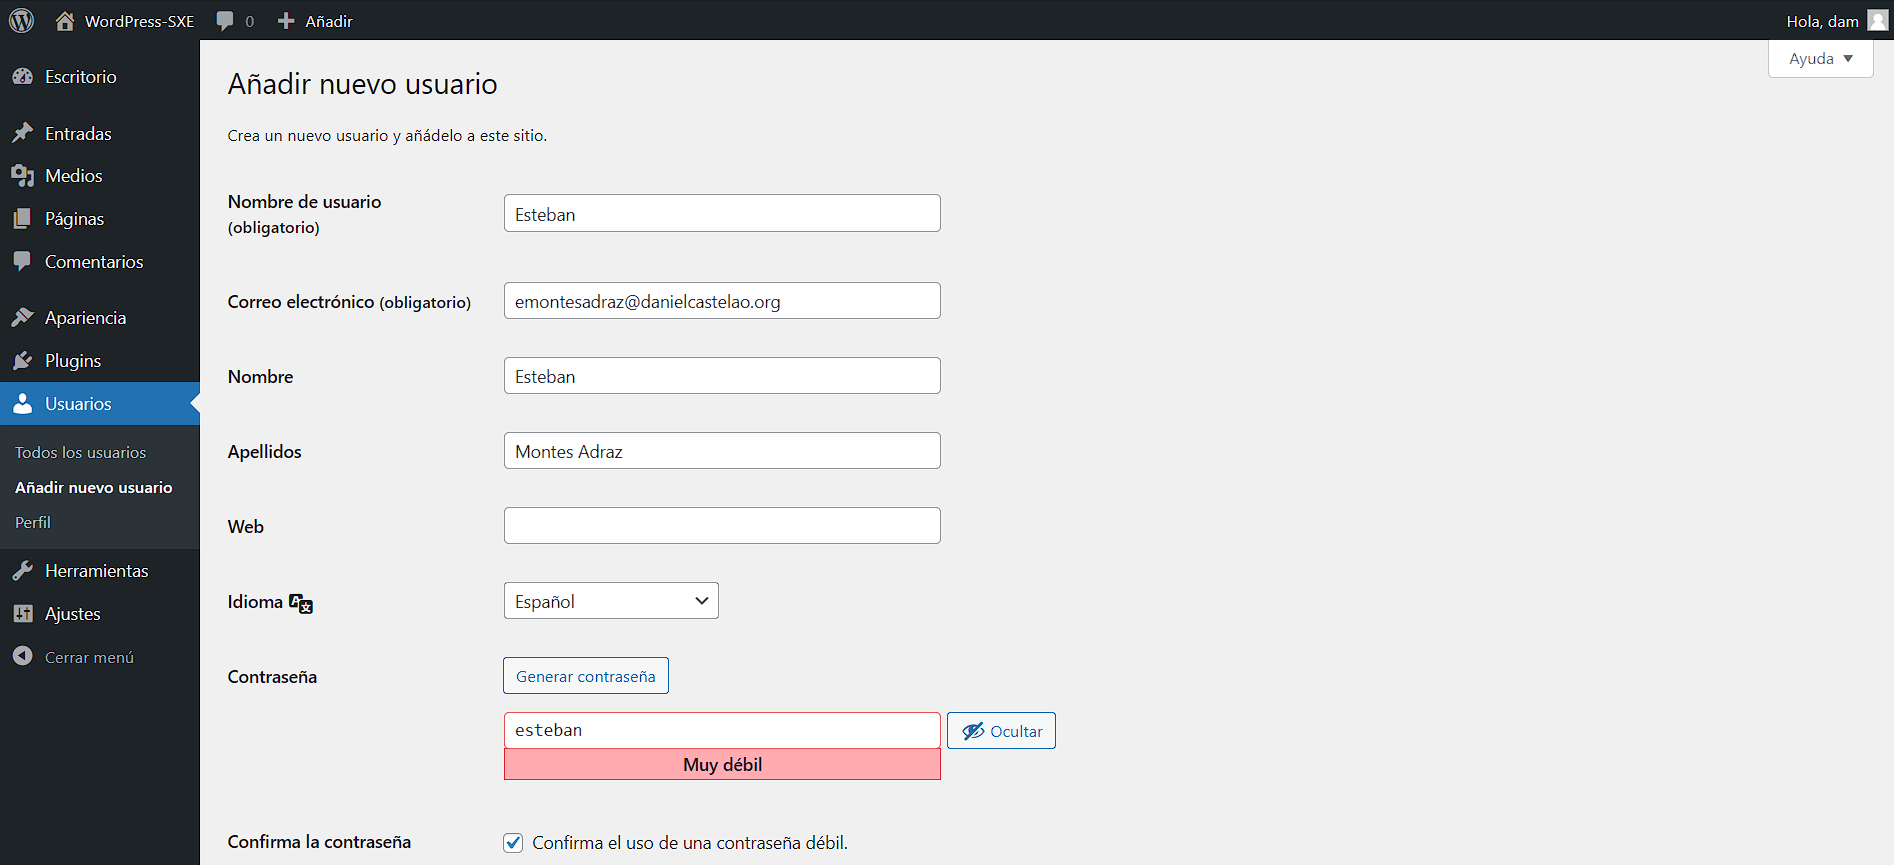 WordPress-SXE 0 Añadir Hola, dam
Ayuda
Escritorio
Entradas
Medios
Páginas
Comentarios
Apariencia
Plugins
Usuarios
Todos los usuarios
Añadir nuevo usuario
Perfil
Herramientas
Ajustes
Cerrar menú
Añadir nuevo usuario
Crea un nuevo usuario y añádelo a este sitio.
Nombre de usuario
(obligatorio)
Esteban
Correo electrónico (obligatorio) emontesadraz@danielcastelao.org
Nombre Esteban
Apellidos Montes Adraz
Web
Idioma Español
Contraseña Generar contraseña
esteban Ocultar
Muy débil
Confirma la contraseña Confirma el uso de una contraseña débil.